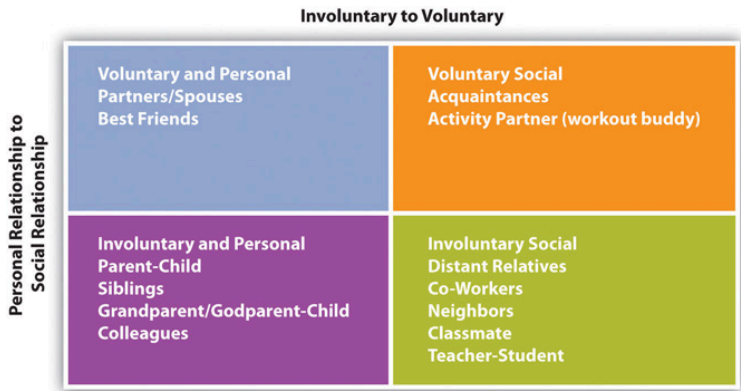 Involuntary to Voluntary
Personal Relationship to
Social Relationship
Voluntary and Personal
Partners/Spouses
Best Friends
Voluntary Social
Acquaintances
Activity Partner (workout buddy)
Involuntary and Personal
Parent-Child
Siblings
Grandparent/Godparent-Child
Colleagues
Involuntary Social
Distant Relatives
Co-Workers
Neighbors
Classmate
Teacher-Student